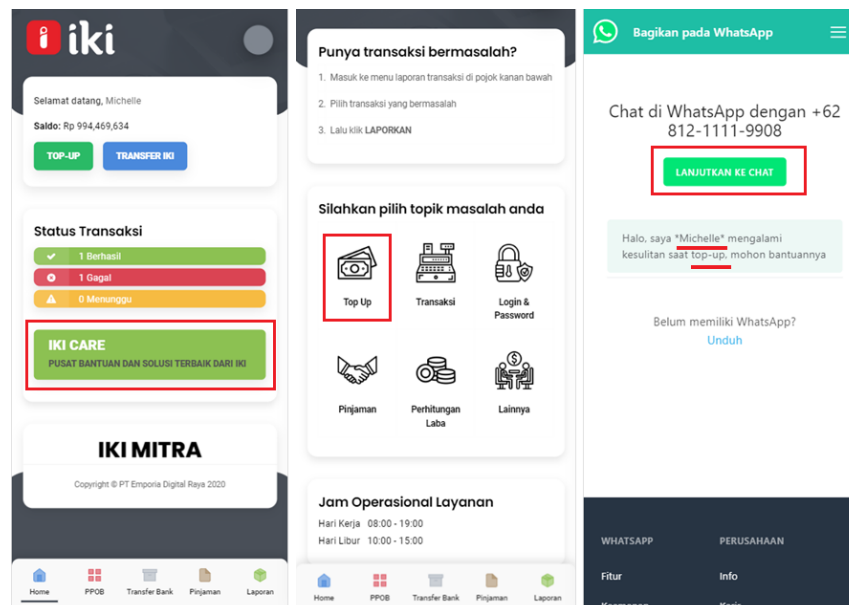 iki
Selamat datang, Michelle
Saldo: Rp 994,469,634
TOP-UP
TRANSFER IKI
Status Transaksi
1 Berhasil
1 Gagal
0 Menunggu
IKI CARE
PUSAT BANTUAN DAN SOLUSI TERBAIK DARI IKI
IKI MITRA
Copyright © PT Emporia Digital Raya 2020
Home
PPOB
Transfer Bank
Pinjaman
Laporan
Punya transaksi bermasalah?
1. Masuk ke menu laporan transaksi di pojok kanan bawah
2. Pilih transaksi yang bermasalah
3. Lalu klik LAPORKAN
Silahkan pilih topik masalah anda
Top Up
Transaksi
Login &
Password
Pinjaman
Perhitungan
Laba
Lainnya
Jam Operasional Layanan
Hari Kerja 08:00 - 19:00
Hari Libur 10:00 - 15:00
Home
PPOB
Transfer Bank
Pinjaman
Laporan
Bagikan pada WhatsApp
Chat di WhatsApp dengan +62
812-1111-9908
LANJUTKAN KE CHAT
Halo, saya *Michelle* mengalami
kesulitan saat top-up, mohon bantuannya
Belum memiliki WhatsApp?
Unduh
WHATSAPP
PERUSAHAAN
Fitur
Info